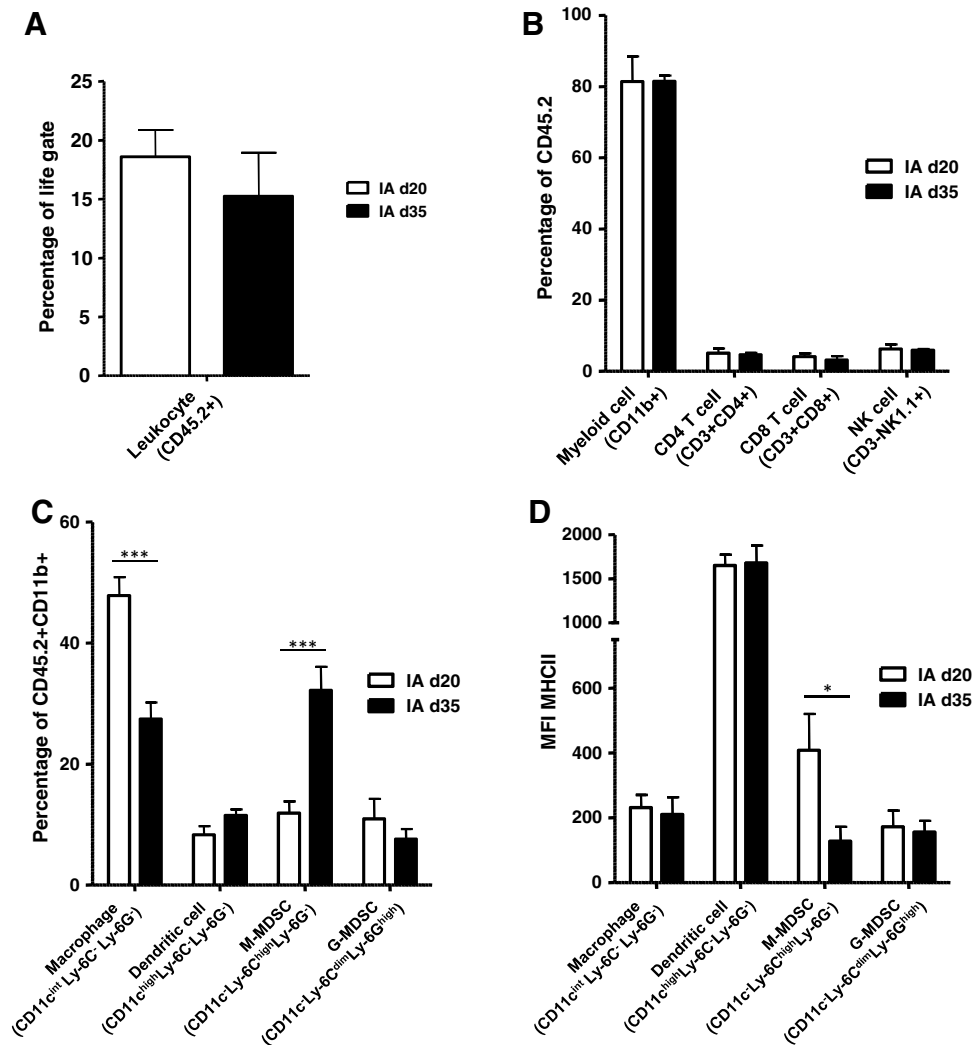 A
25
20
15
10
5
0
Percentage of life gate
Leukocyte
(CD45.2+)
IA d20
IA d35
B
100
80
60
40
20
0
Percentage of CD45.2
Myeloid cell
(CD11b+)
CD4 T cell
(CD3+CD4+)
CD8 T cell
(CD3+CD8+)
NK cell
(CD3-NK1.1+)
IA d20
IA d35
C
60
40
20
0
Percentage of CD45.2+CD11b+
***
***
Macrophage
(CD11cint Ly-6C- Ly-6G-)
Dendritic cell
(CD11chighLy-6C-Ly-6G-)
M-MDSC
(CD11c-Ly-6ChighLy-6G-)
G-MDSC
(CD11c-Ly-6CdimLy-6Ghigh)
IA d20
IA d35
D
2000
1500
1000
600
400
200
0
MFI MHCII
*
Macrophage
(CD11cint Ly-6C- Ly-6G-)
Dendritic cell
(CD11chighLy-6C-Ly-6G-)
M-MDSC
(CD11c-Ly-6ChighLy-6G-)
G-MDSC
(CD11c-Ly-6CdimLy-6Ghigh)
IA d20
IA d35